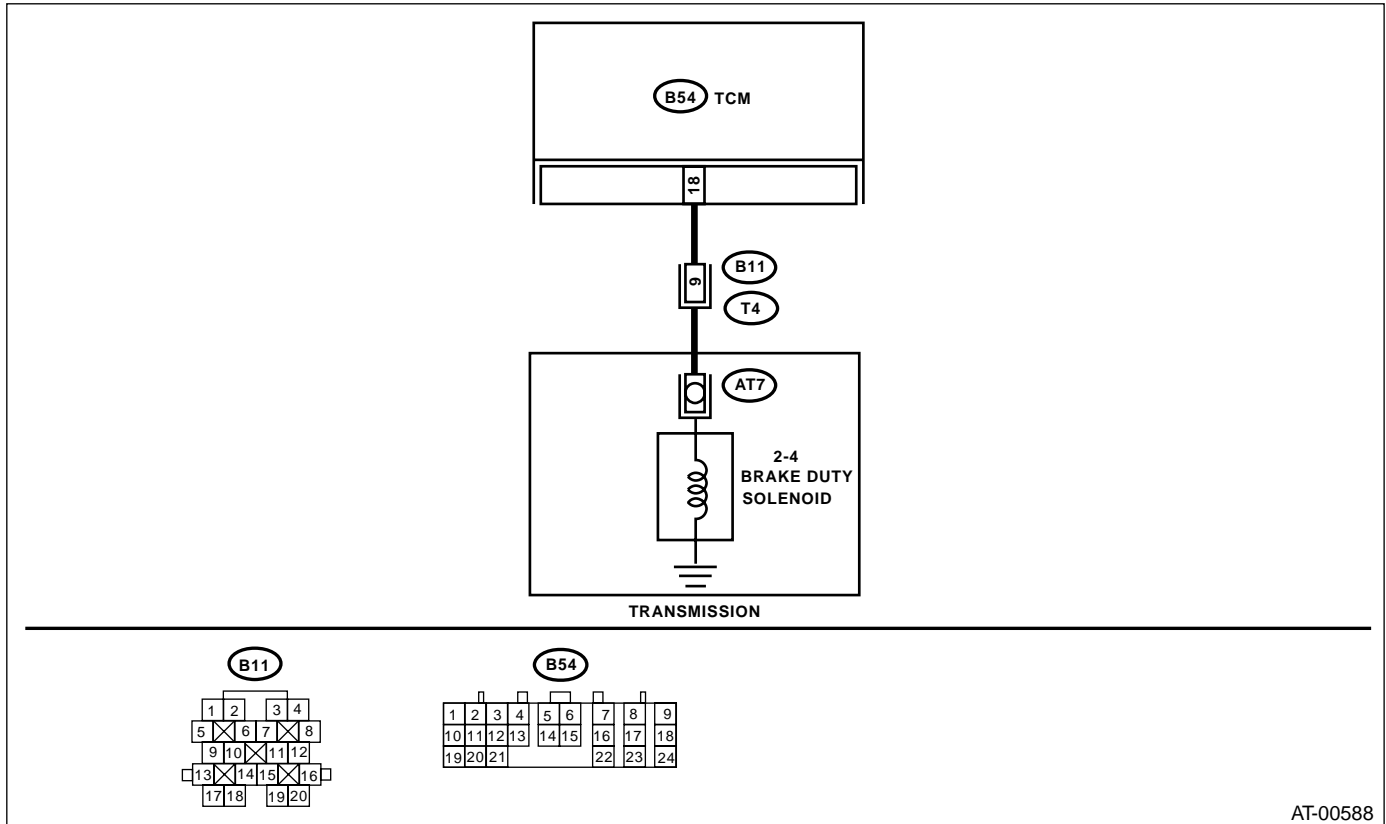 B54 TCM
18
B11
9
T4
AT7
2-4
BRAKE DUTY
SOLENOID
TRANSMISSION
B11
B54
1 2 3 4
5 6 7 8
9 10 11 12
13 14 15 16
17 18 19 20
1 2 3 4 5 6 7 8 9
10 11 12 13 14 15 16 17 18
19 20 21 22 23 24
AT-00588